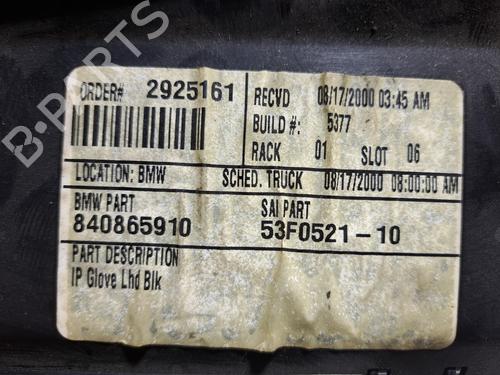 ORDER# 2925161
RECVD 08/17/2000 03:45 AM
BUILD #: 5377
RACK 01 SLOT 06
LOCATION: BMW SCHED. TRUCK 08/17/2000 08:00:00 AM
BMW PART
840865910
SAI PART
53F0521-10
PART DESCRIPTION
IP Glove Lhd Blk
B-PARTS